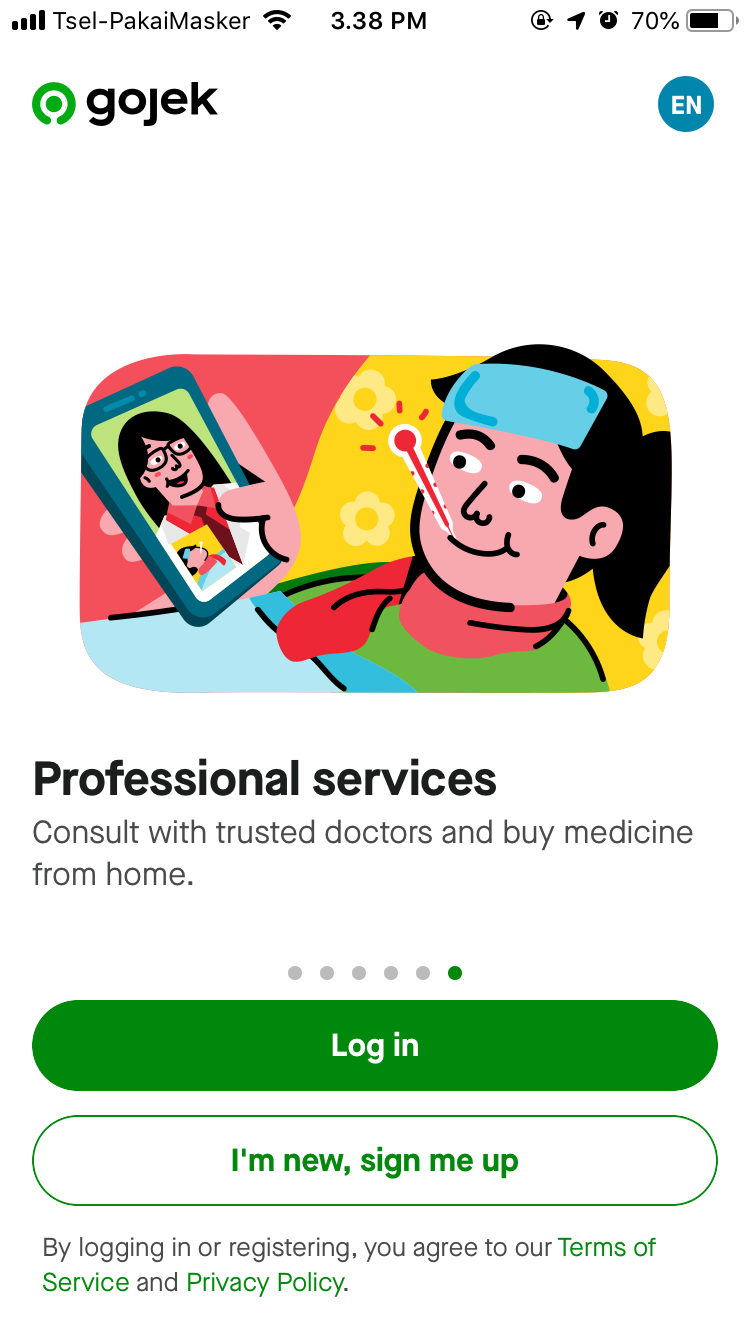 Tsel-PakaiMasker 3.38 PM 70%
gojek EN
Professional services
Consult with trusted doctors and buy medicine
from home.
Log in
I'm new, sign me up
By logging in or registering, you agree to our Terms of
Service and Privacy Policy.